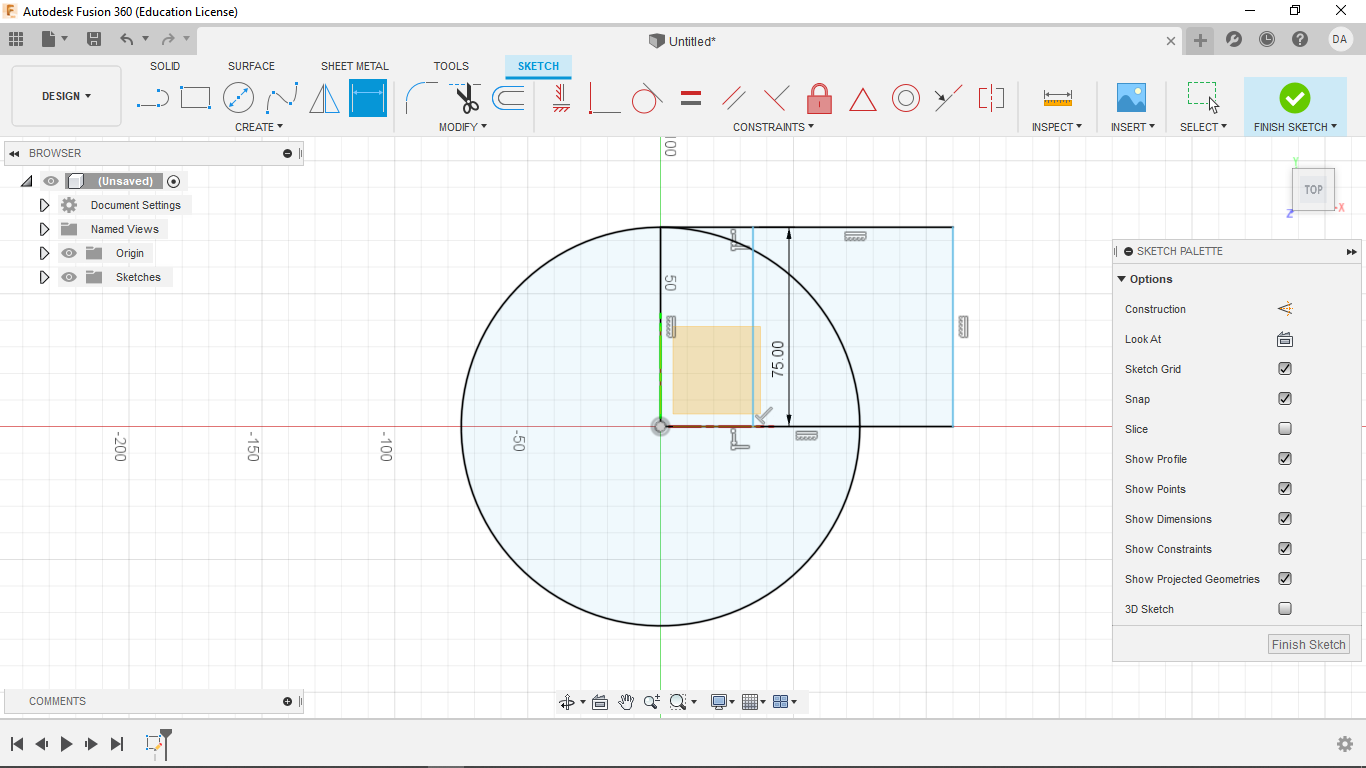 Autodesk Fusion 360 (Education License)
Untitled*
DA
SOLID SURFACE SHEET METAL TOOLS SKETCH
DESIGN
CREATE MODIFY CONSTRAINTS INSPECT INSERT SELECT FINISH SKETCH
BROWSER
(Unsaved)
Document Settings
Named Views
Origin
Sketches
00
50
75.00
-200 -150 -100 -50
Y
TOP
Z X
SKETCH PALETTE
Options
Construction
Look At
Sketch Grid
Snap
Slice
Show Profile
Show Points
Show Dimensions
Show Constraints
Show Projected Geometries
3D Sketch
Finish Sketch
COMMENTS